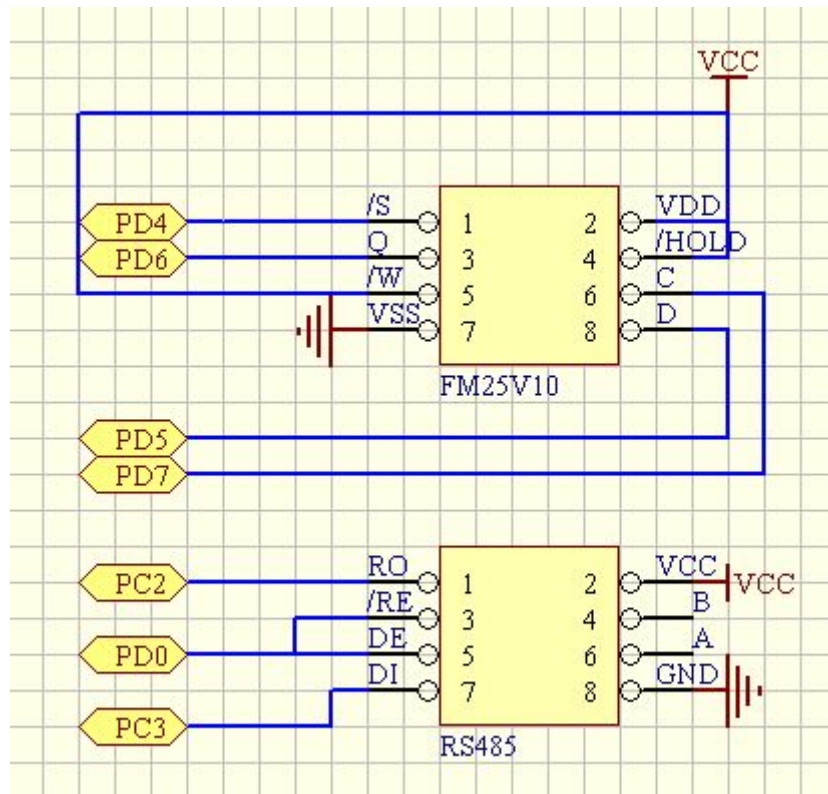 VCC
/S VDD
PD4 1 2
Q /HOLD
PD6 3 4
/W C
5 6
VSS D
7 8
FM25V10
PD5
PD7
RO VCC
PC2 1 2 VCC
/RE B
3 4
DE A
PD0 5 6
DI GND
7 8
PC3
RS485